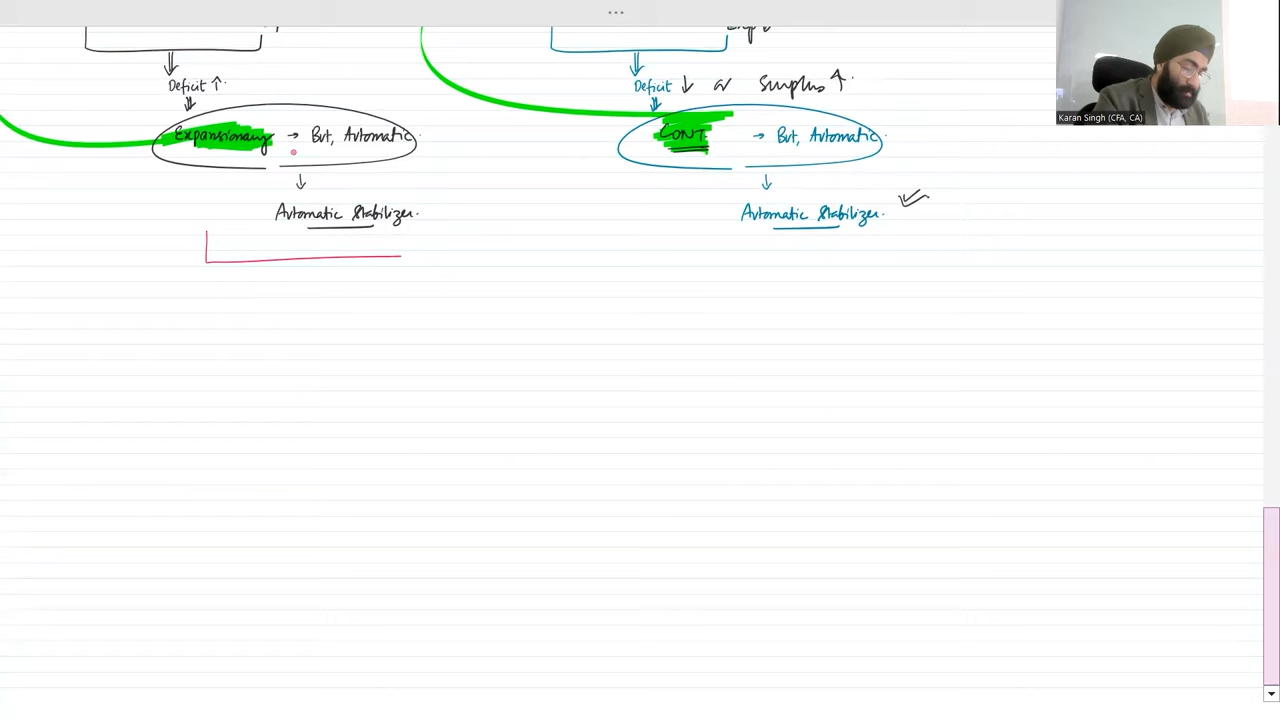 Deficit ↑.
Expansionary → But, Automatic.
↓
Automatic Stabilizer.
Deficit ↓ or Surplus ↑.
CONT. → But, Automatic.
↓
Automatic Stabilizer.
Karan Singh (CFA, CA)